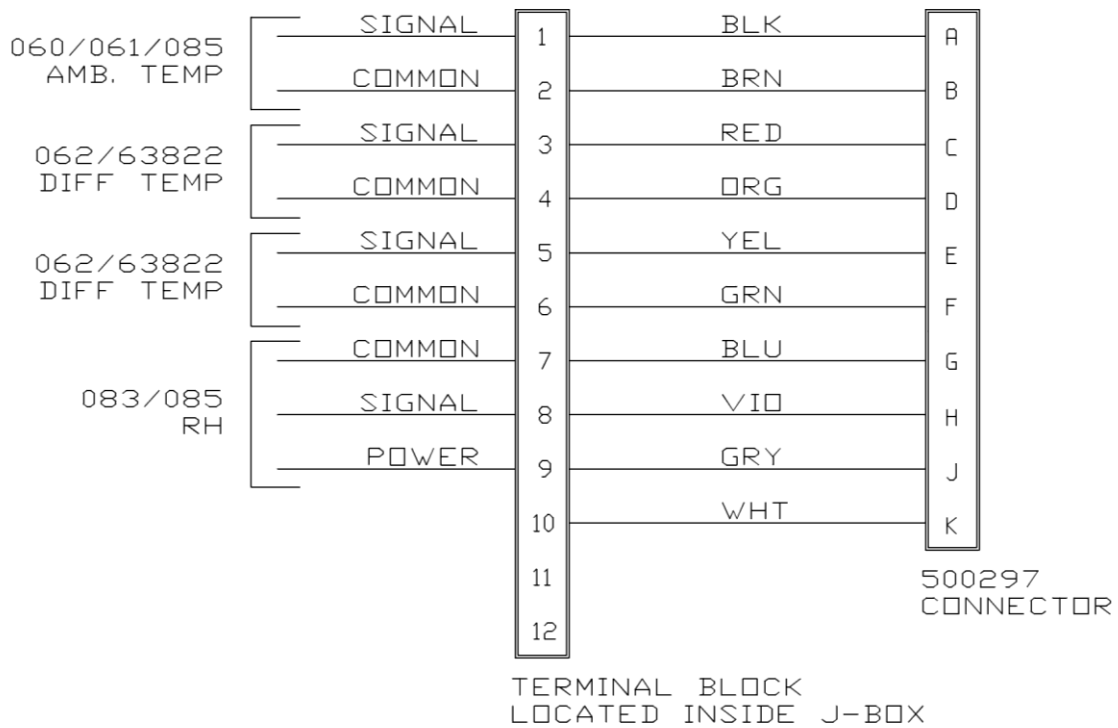 SIGNAL 1 BLK A
060/061/085
AMB. TEMP
COMMON 2 BRN B
SIGNAL 3 RED C
062/63822
DIFF TEMP
COMMON 4 ORG D
SIGNAL 5 YEL E
062/63822
DIFF TEMP
COMMON 6 GRN F
COMMON 7 BLU G
083/085
RH
SIGNAL 8 VIO H
POWER 9 GRY J
10 WHT K
11
12
500297
CONNECTOR
TERMINAL BLOCK
LOCATED INSIDE J-BOX